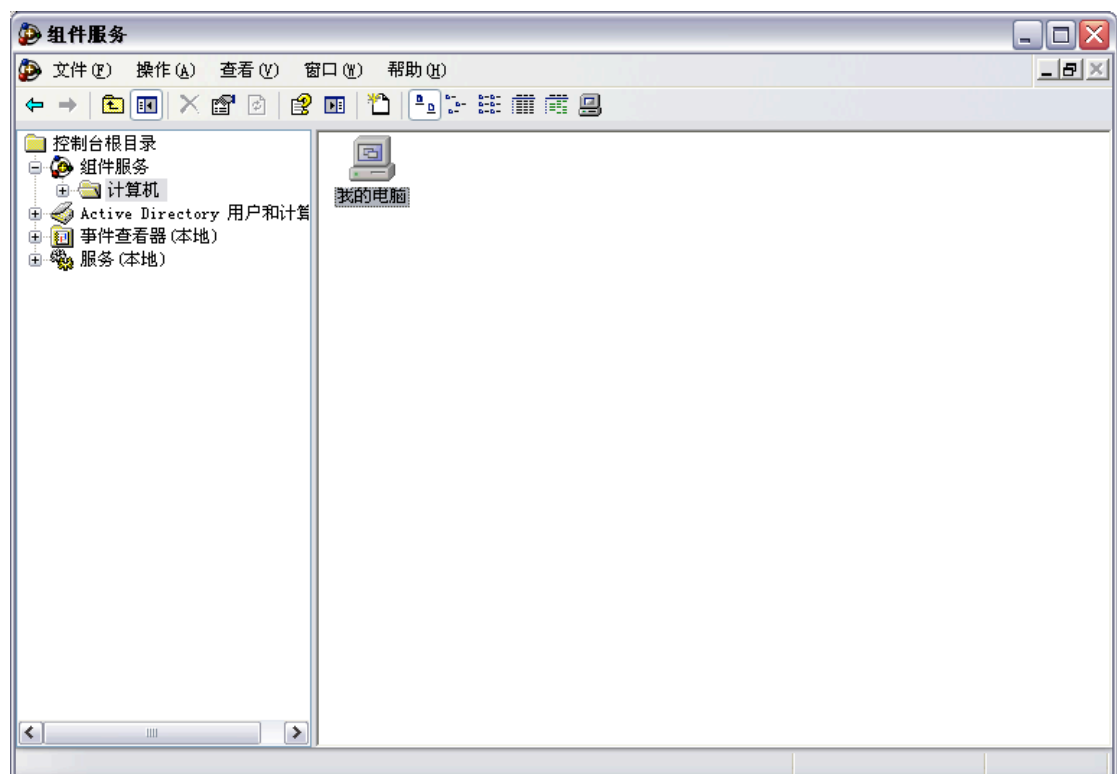 组件服务
文件(F) 操作(A) 查看(V) 窗口(W) 帮助(H)
控制台根目录
组件服务
计算机
Active Directory 用户和计算
事件查看器(本地)
服务(本地)
我的电脑